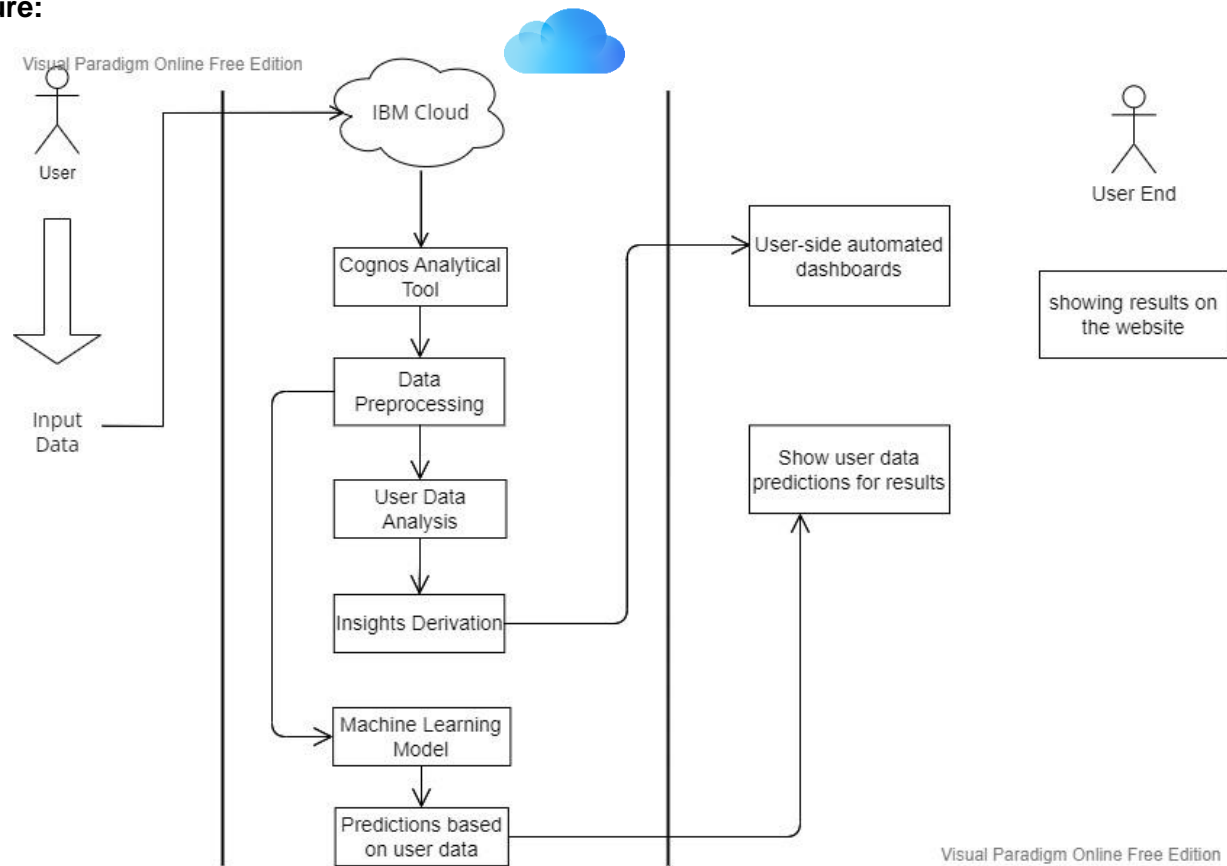 ure:
Visual Paradigm Online Free Edition
User
Input
Data
IBM Cloud
Cognos Analytical
Tool
Data
Preprocessing
User Data
Analysis
Insights Derivation
Machine Learning
Model
Predictions based
on user data
User-side automated
dashboards
Show user data
predictions for results
User End
showing results on
the website
Visual Paradigm Online Free Edition